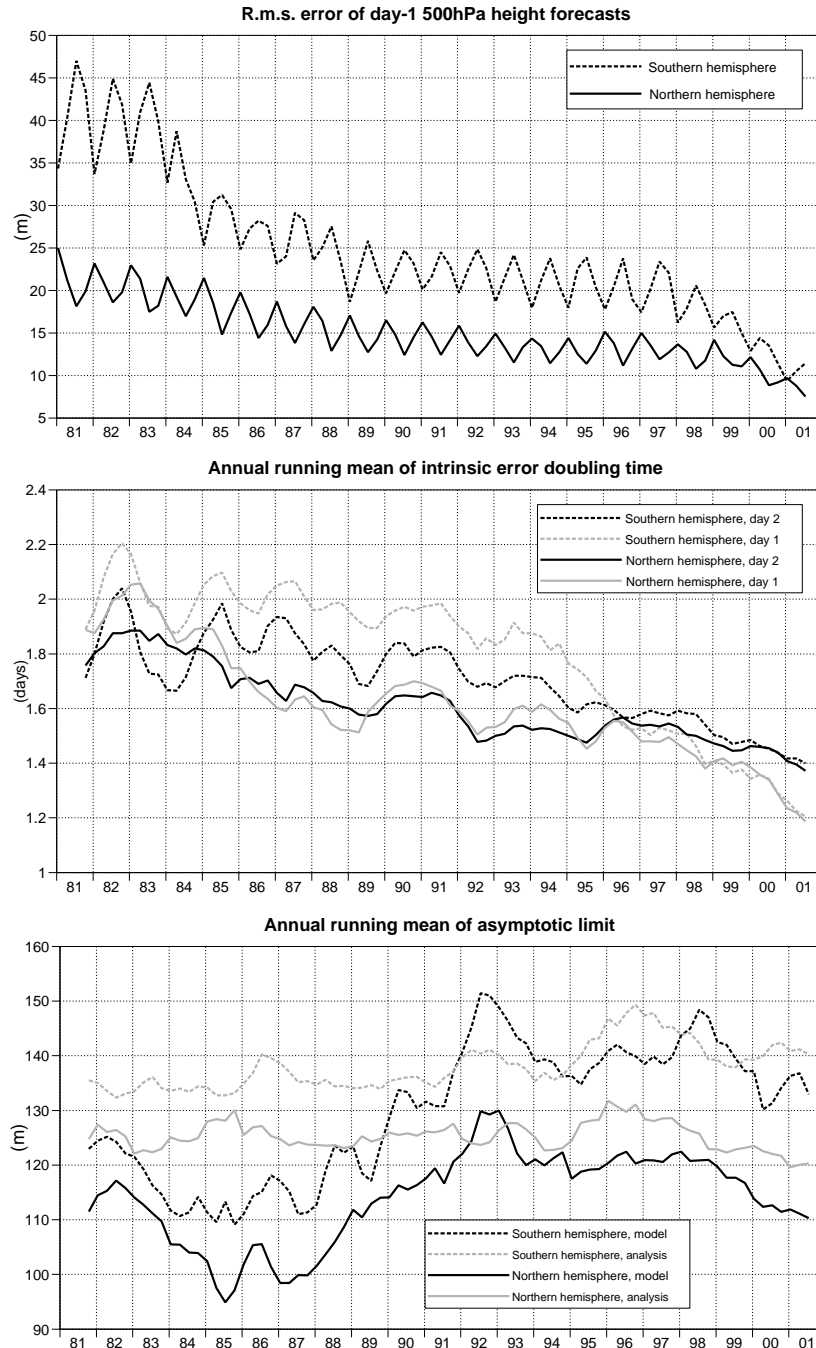 R.m.s. error of day-1 500hPa height forecasts
50
45
40
35
30
25
20
15
10
5
(m)
Southern hemisphere
Northern hemisphere
81 82 83 84 85 86 87 88 89 90 91 92 93 94 95 96 97 98 99 00 01
Annual running mean of intrinsic error doubling time
2.4
2.2
2
1.8
1.6
1.4
1.2
1
(days)
Southern hemisphere, day 2
Southern hemisphere, day 1
Northern hemisphere, day 2
Northern hemisphere, day 1
81 82 83 84 85 86 87 88 89 90 91 92 93 94 95 96 97 98 99 00 01
Annual running mean of asymptotic limit
160
150
140
130
120
110
100
90
(m)
Southern hemisphere, model
Southern hemisphere, analysis
Northern hemisphere, model
Northern hemisphere, analysis
81 82 83 84 85 86 87 88 89 90 91 92 93 94 95 96 97 98 99 00 01